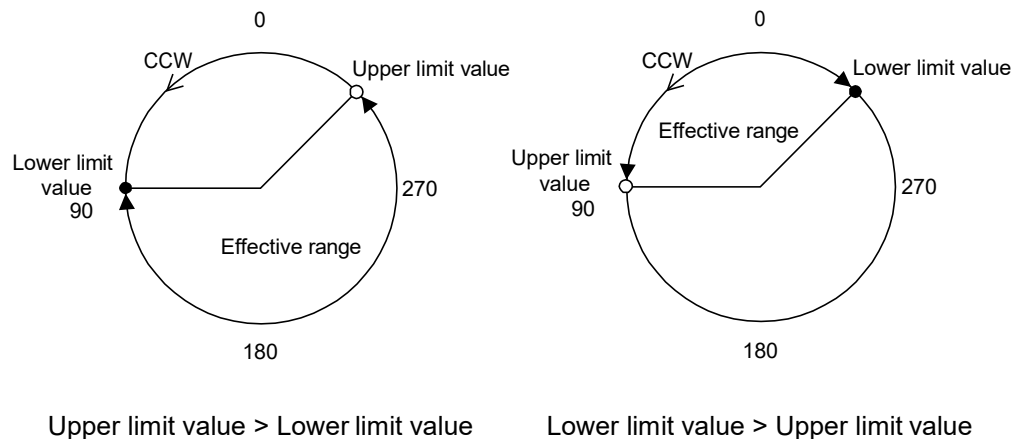 0
CCW
Upper limit value
Lower limit
value
90
270
Effective range
180
Upper limit value > Lower limit value
0
CCW
Lower limit value
Effective range
Upper limit
value
90
270
180
Lower limit value > Upper limit value